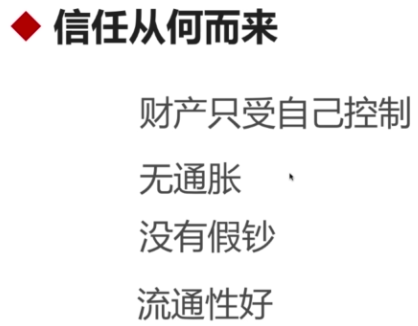 信任从何而来
财产只受自己控制
无通胀
没有假钞
流通性好